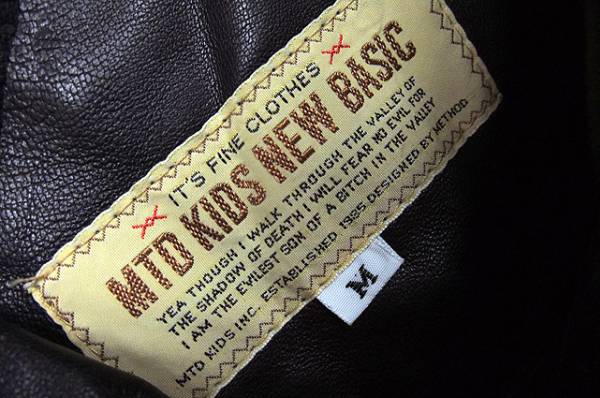 IT'S FINE CLOTHES
MTD KIDS NEW BASIC
YEA THOUGH I WALK THROUGH THE VALLEY OF
THE SHADOW OF DEATH I WILL FEAR NO EVIL FOR
I AM THE EVILEST SON OF A BITCH IN THE VALLEY
MTD KIDS INC. ESTABLISHED 1985 DESIGNED BY METHOD
M